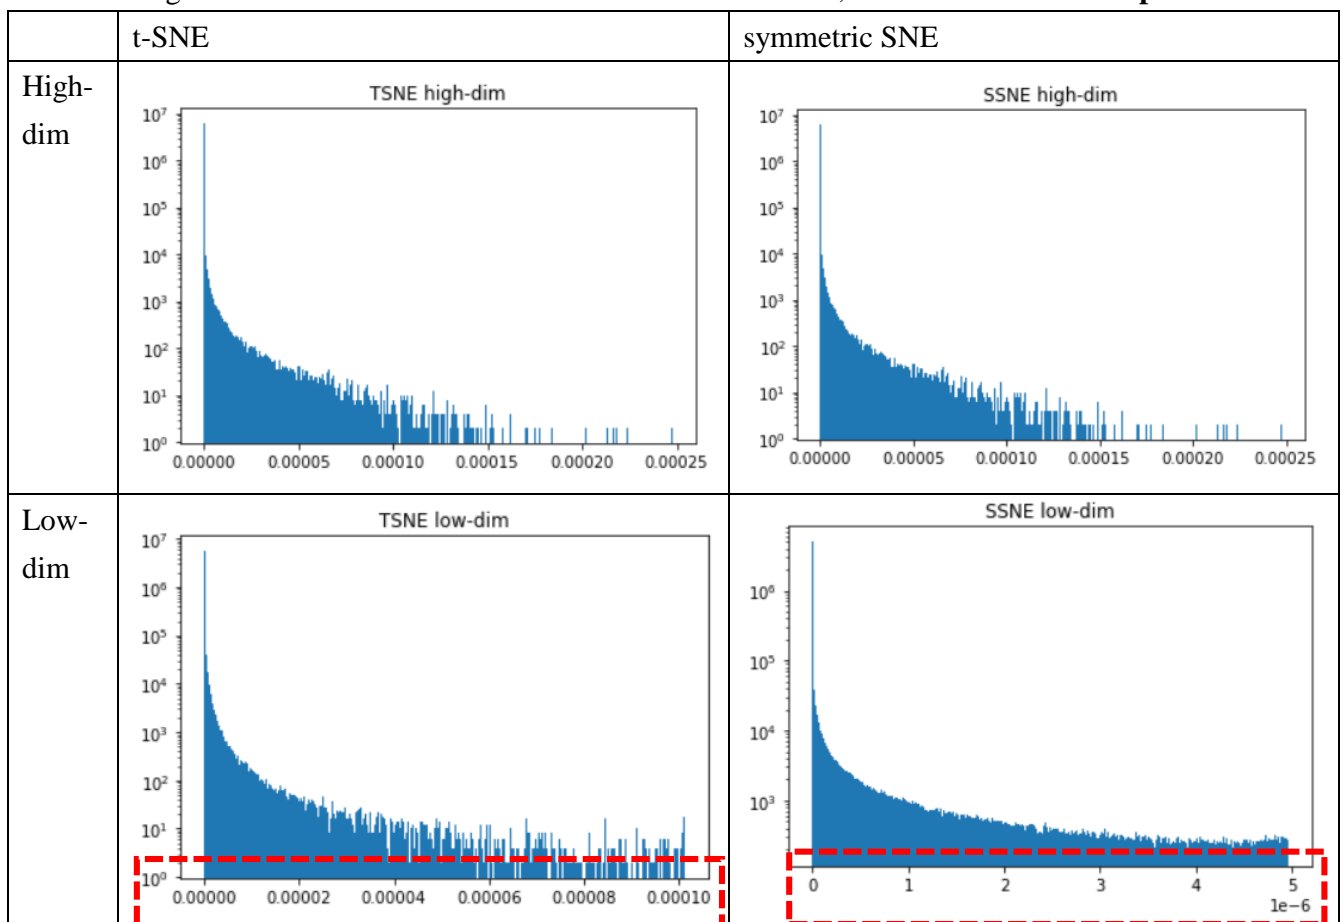 t-SNE symmetric SNE
High-
dim
TSNE high-dim
10⁷
10⁶
10⁵
10⁴
10³
10²
10¹
10⁰
0.00000 0.00005 0.00010 0.00015 0.00020 0.00025
SSNE high-dim
10⁷
10⁶
10⁵
10⁴
10³
10²
10¹
10⁰
0.00000 0.00005 0.00010 0.00015 0.00020 0.00025
Low-
dim
TSNE low-dim
10⁷
10⁶
10⁵
10⁴
10³
10²
10¹
10⁰
0.00000 0.00002 0.00004 0.00006 0.00008 0.00010
SSNE low-dim
10⁶
10⁵
10⁴
10³
0 1 2 3 4 5
1e−6